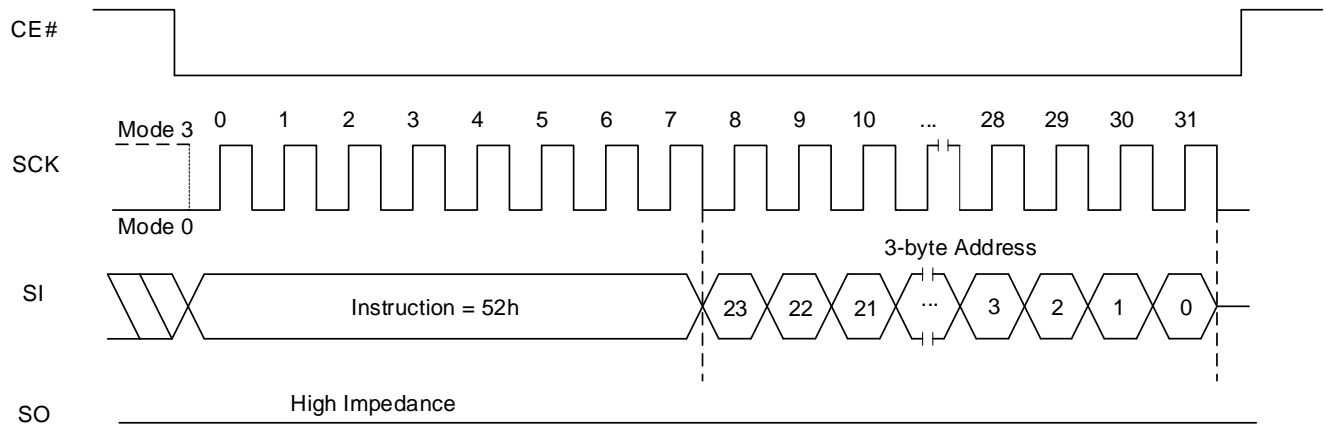 CE#
0 1 2 3 4 5 6 7 8 9 10 ... 28 29 30 31
Mode 3
SCK
Mode 0
3-byte Address
SI
Instruction = 52h
23 22 21 ... 3 2 1 0
High Impedance
SO